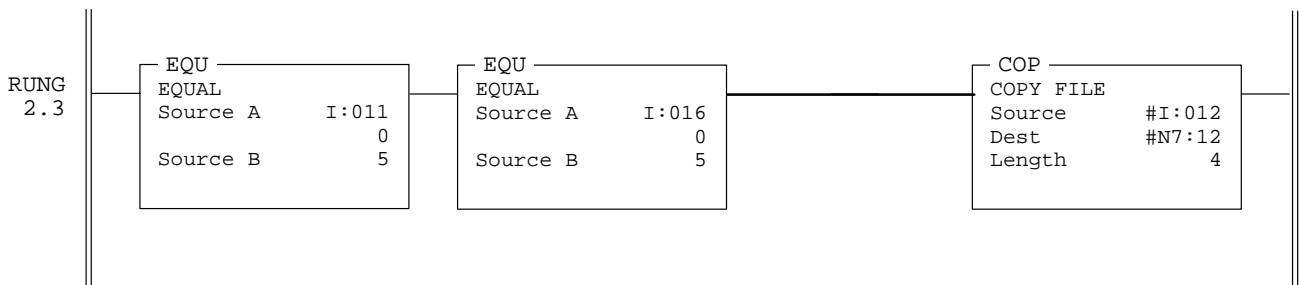 RUNG
2.3
EQU
EQUAL
Source A I:011
0
Source B 5
EQU
EQUAL
Source A I:016
0
Source B 5
COP
COPY FILE
Source #I:012
Dest #N7:12
Length 4